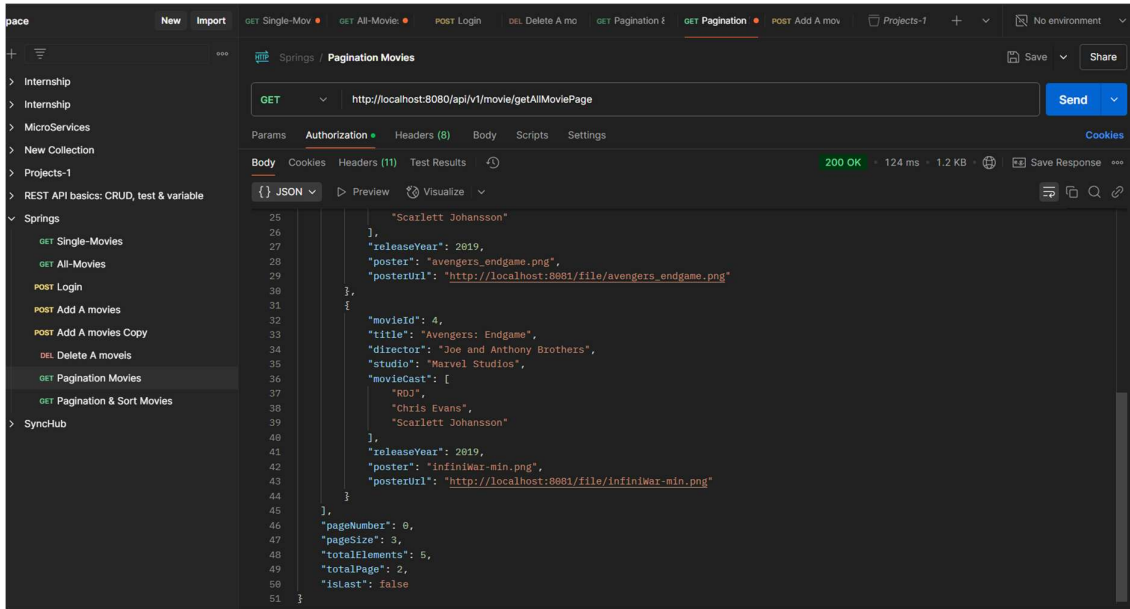 pace New Import GET Single-Mov GET All-Movie: POST Login DEL Delete A mo GET Pagination & GET Pagination POST Add A mov Projects-1 No environment
HTTP Springs / Pagination Movies Save Share
Internship
Internship
MicroServices
New Collection
Projects-1
REST API basics: CRUD, test & variable
Springs
GET Single-Movies
GET All-Movies
POST Login
POST Add A movies
POST Add A movies Copy
DEL Delete A moveis
GET Pagination Movies
GET Pagination & Sort Movies
SyncHub
GET http://localhost:8080/api/v1/movie/getAllMoviePage Send
Params Authorization Headers (8) Body Scripts Settings Cookies
Body Cookies Headers (11) Test Results 200 OK 124 ms 1.2 KB Save Response
{} JSON Preview Visualize
25 "Scarlett Johansson"
26 ],
27 "releaseYear": 2019,
28 "poster": "avengers_endgame.png",
29 "posterUrl": "http://localhost:8081/file/avengers_endgame.png"
30 },
31 {
32 "movieId": 4,
33 "title": "Avengers: Endgame",
34 "director": "Joe and Anthony Brothers",
35 "studio": "Marvel Studios",
36 "movieCast": [
37 "RDJ",
38 "Chris Evans",
39 "Scarlett Johansson"
40 ],
41 "releaseYear": 2019,
42 "poster": "infiniWar-min.png",
43 "posterUrl": "http://localhost:8081/file/infiniWar-min.png"
44 }
45 ],
46 "pageNumber": 0,
47 "pageSize": 3,
48 "totalElements": 5,
49 "totalPage": 2,
50 "isLast": false
51 }